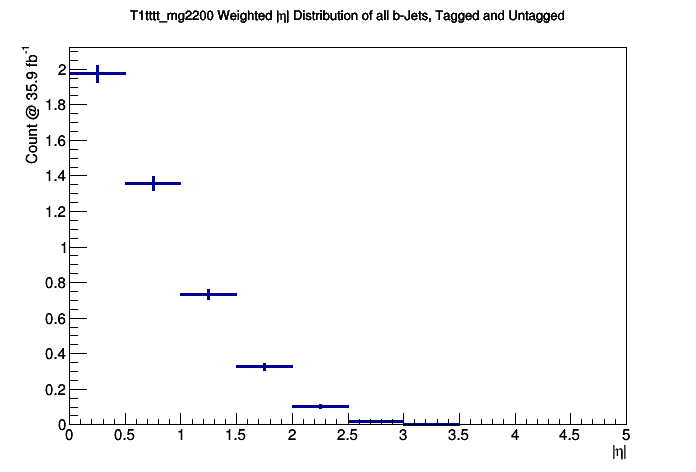 T1tttt_mg2200 Weighted |η| Distribution of all b-Jets, Tagged and Untagged
Count @ 35.9 fb⁻¹
2
1.8
1.6
1.4
1.2
1
0.8
0.6
0.4
0.2
0
0 0.5 1 1.5 2 2.5 3 3.5 4 4.5 5
|η|